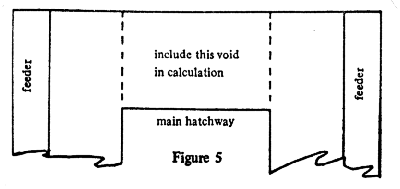 include this void
in calculation
feeder
feeder
main hatchway
Figure 5